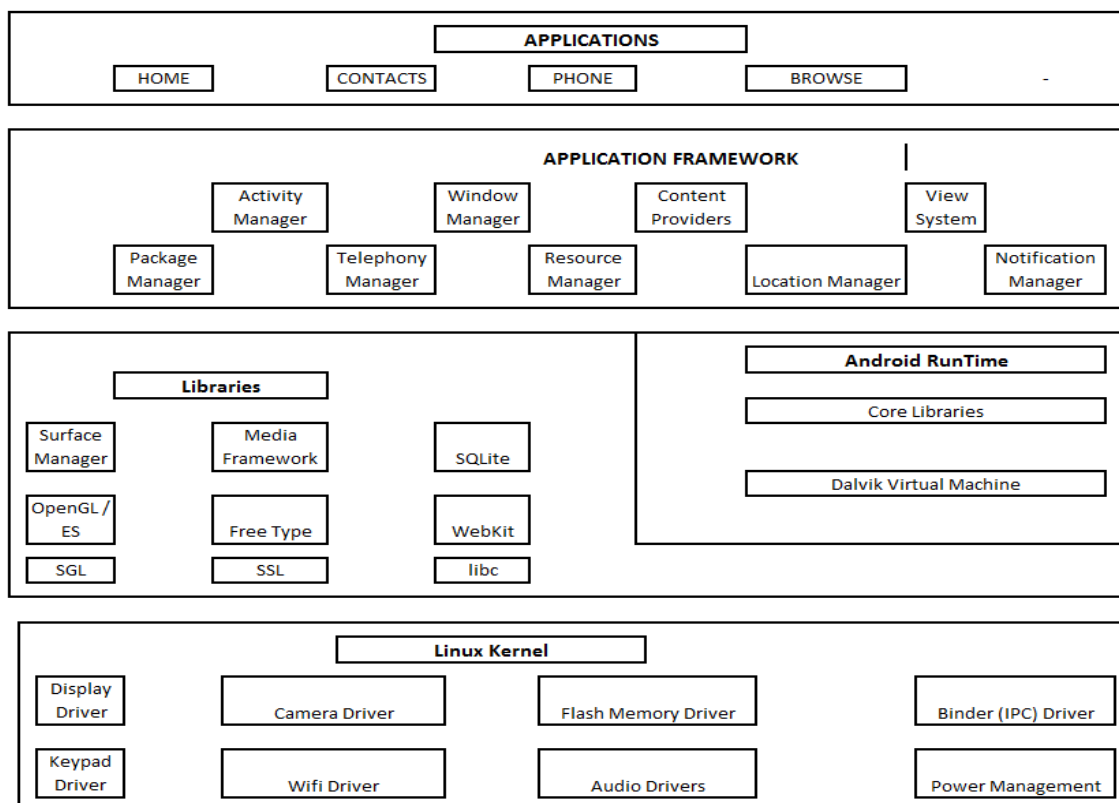 APPLICATIONS
HOME CONTACTS PHONE BROWSE -
APPLICATION FRAMEWORK
Activity Manager
Window Manager
Content Providers
View System
Package Manager
Telephony Manager
Resource Manager
Location Manager
Notification Manager
Libraries
Surface Manager
Media Framework
SQLite
OpenGL / ES
Free Type
WebKit
SGL
SSL
libc
Android RunTime
Core Libraries
Dalvik Virtual Machine
Linux Kernel
Display Driver
Camera Driver
Flash Memory Driver
Binder (IPC) Driver
Keypad Driver
Wifi Driver
Audio Drivers
Power Management